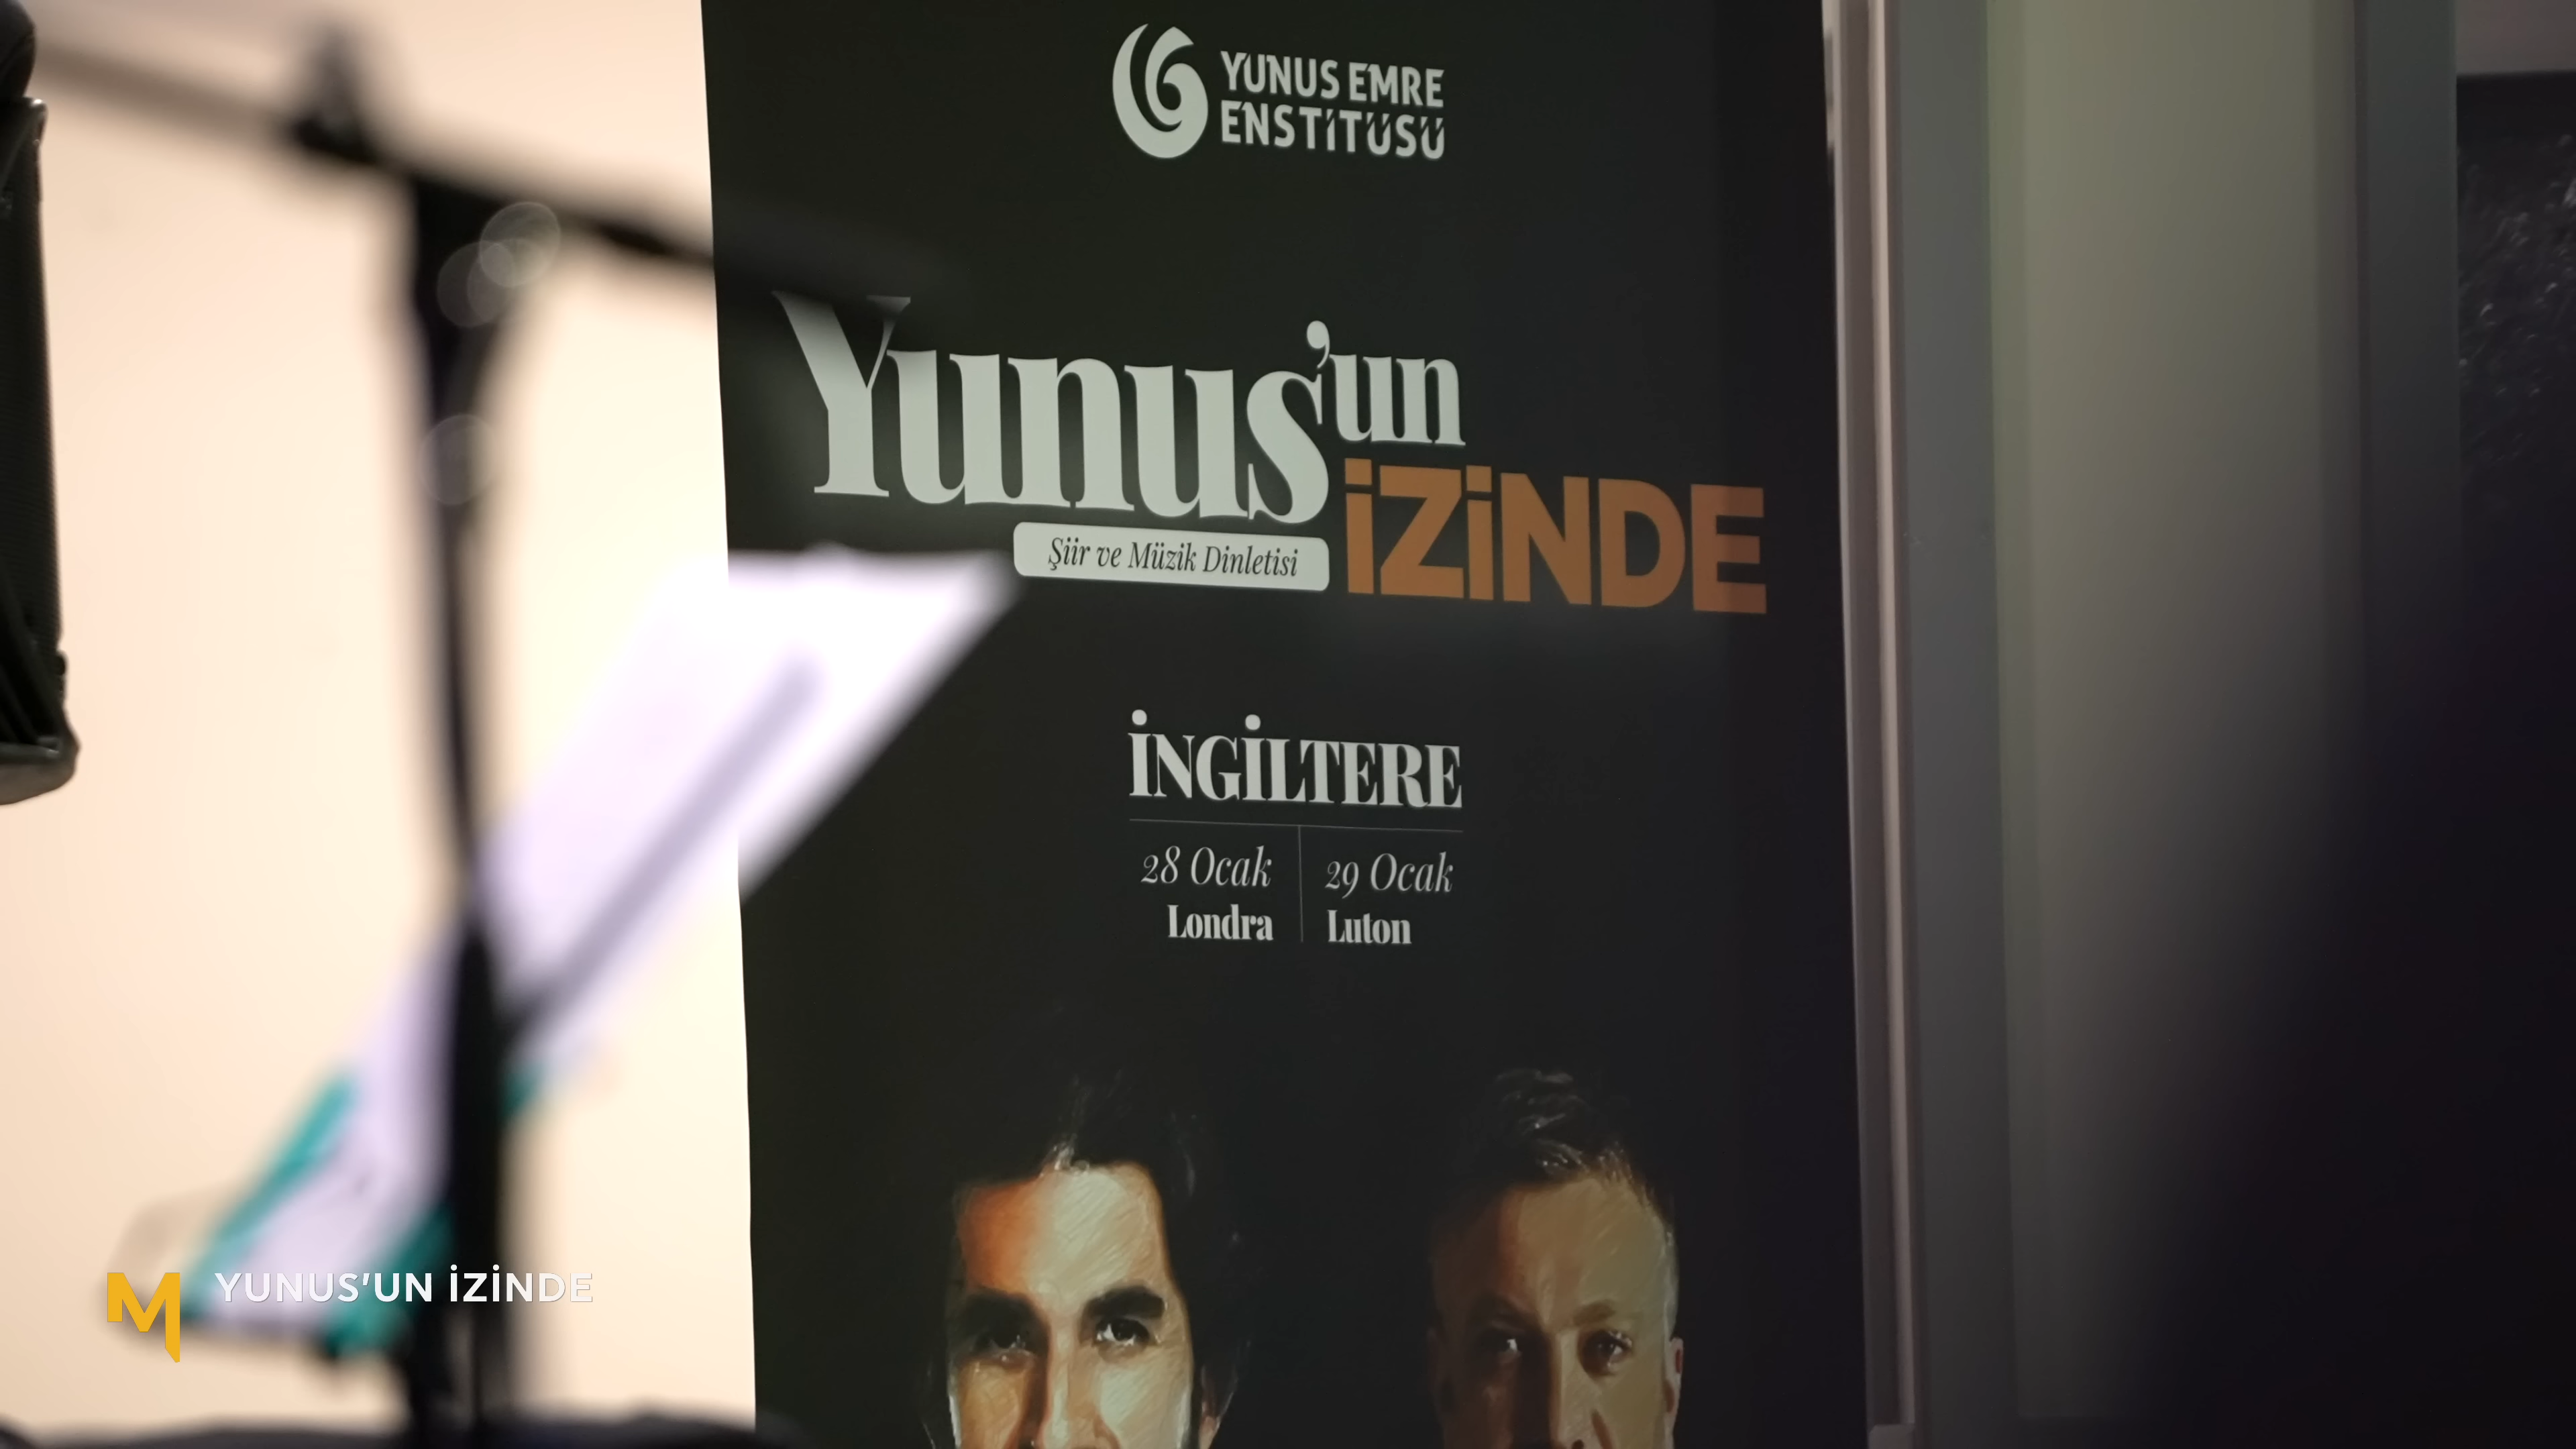 YUNUS EMRE
ENSTİTÜSÜ
Yunus'un
İZİNDE
Şiir ve Müzik Dinletisi
İNGİLTERE
28 Ocak
Londra
29 Ocak
Luton
YUNUS'UN İZİNDE